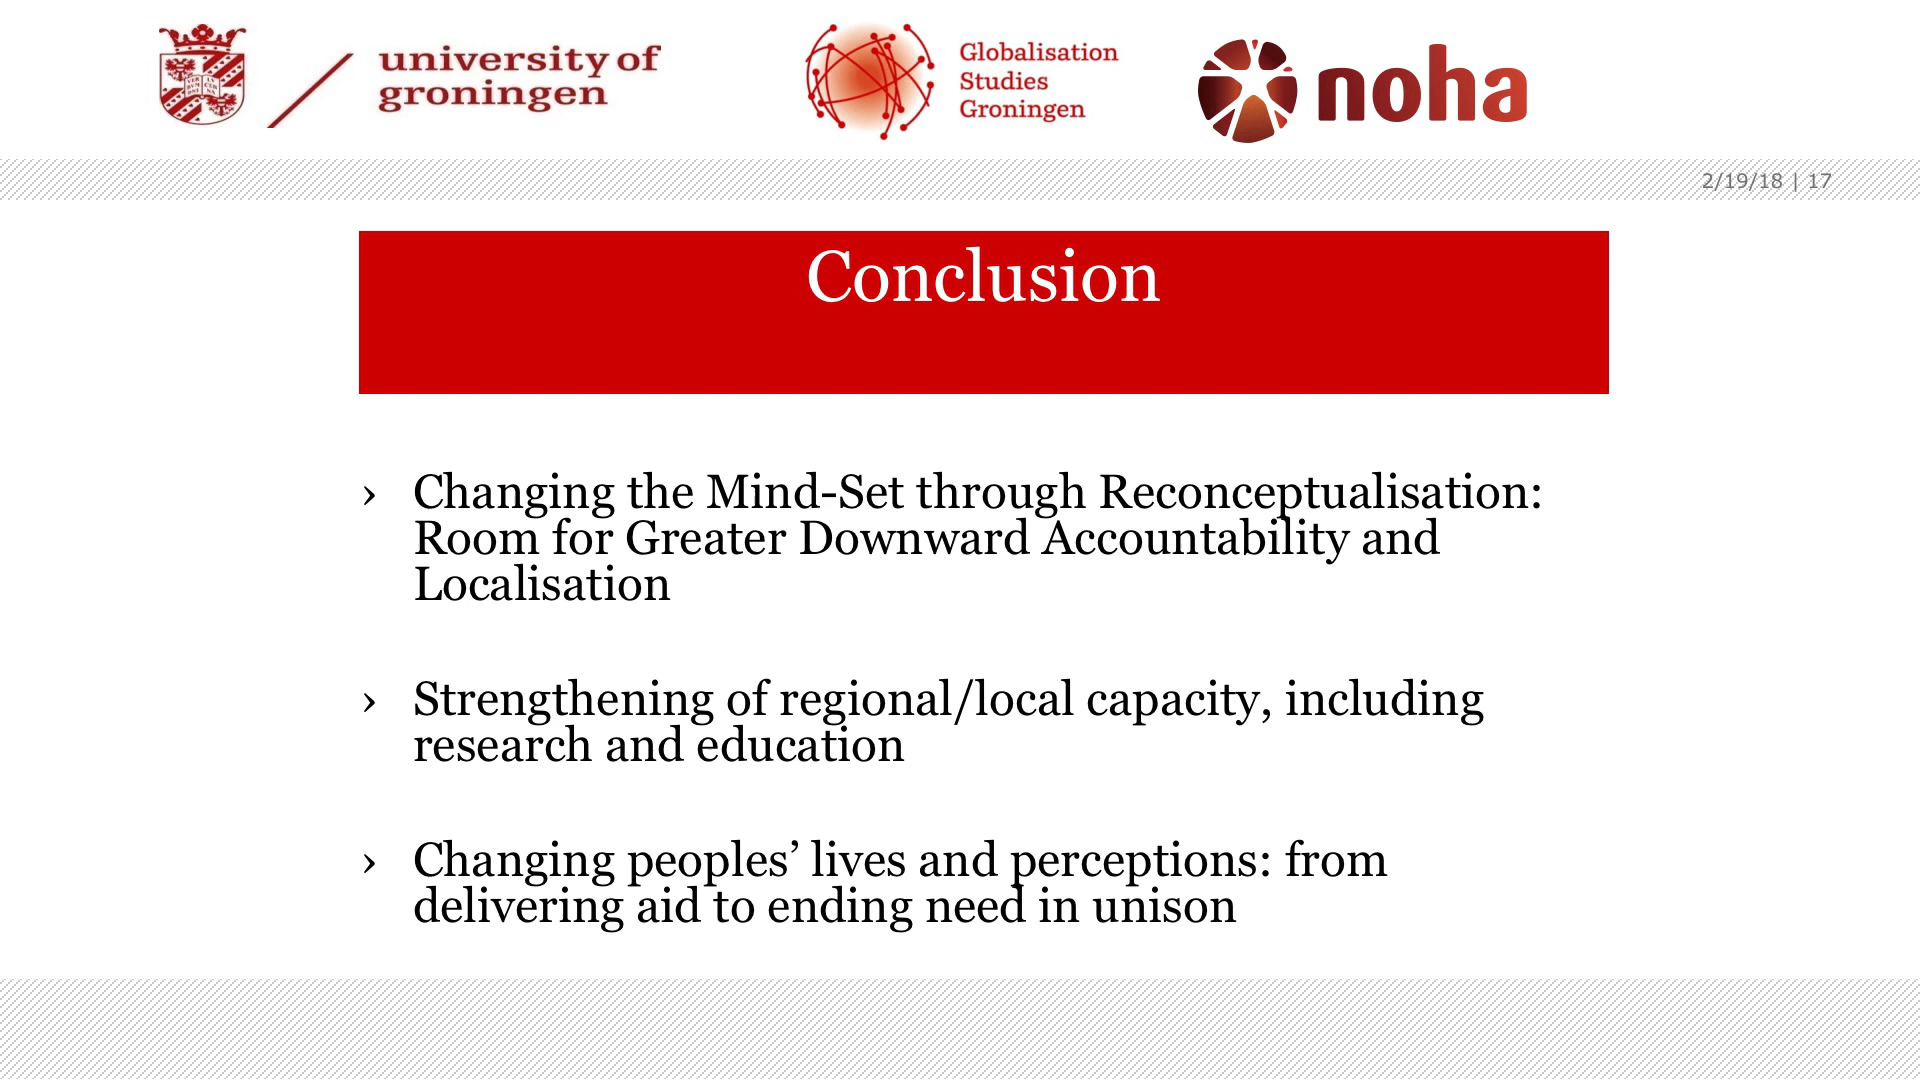 university of
groningen
Globalisation
Studies
Groningen
noha
2/19/18 | 17
Conclusion
› Changing the Mind-Set through Reconceptualisation:
Room for Greater Downward Accountability and
Localisation
› Strengthening of regional/local capacity, including
research and education
› Changing peoples’ lives and perceptions: from
delivering aid to ending need in unison